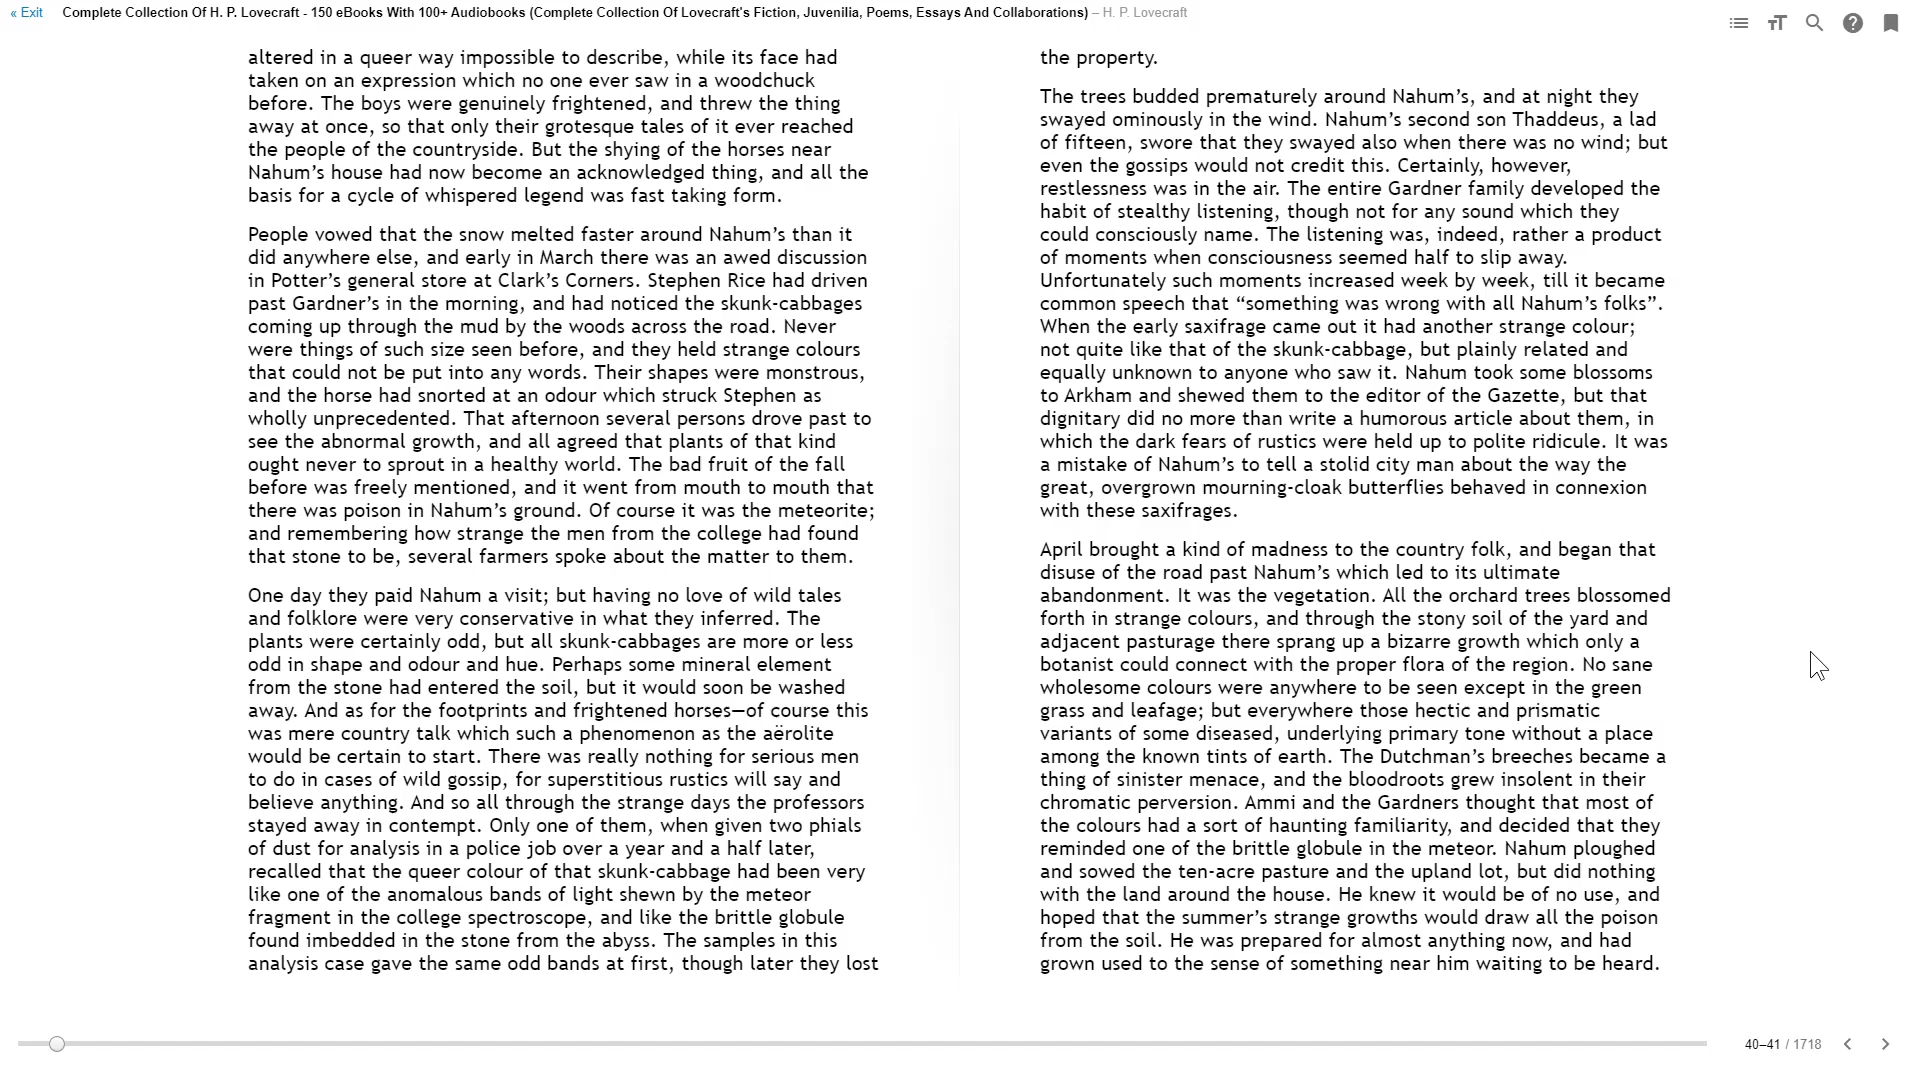 « Exit
Complete Collection Of H. P. Lovecraft - 150 eBooks With 100+ Audiobooks (Complete Collection Of Lovecraft's Fiction, Juvenilia, Poems, Essays And Collaborations) – H. P. Lovecraft
altered in a queer way impossible to describe, while its face had
taken on an expression which no one ever saw in a woodchuck
before. The boys were genuinely frightened, and threw the thing
away at once, so that only their grotesque tales of it ever reached
the people of the countryside. But the shying of the horses near
Nahum’s house had now become an acknowledged thing, and all the
basis for a cycle of whispered legend was fast taking form.
People vowed that the snow melted faster around Nahum’s than it
did anywhere else, and early in March there was an awed discussion
in Potter’s general store at Clark’s Corners. Stephen Rice had driven
past Gardner’s in the morning, and had noticed the skunk-cabbages
coming up through the mud by the woods across the road. Never
were things of such size seen before, and they held strange colours
that could not be put into any words. Their shapes were monstrous,
and the horse had snorted at an odour which struck Stephen as
wholly unprecedented. That afternoon several persons drove past to
see the abnormal growth, and all agreed that plants of that kind
ought never to sprout in a healthy world. The bad fruit of the fall
before was freely mentioned, and it went from mouth to mouth that
there was poison in Nahum’s ground. Of course it was the meteorite;
and remembering how strange the men from the college had found
that stone to be, several farmers spoke about the matter to them.
One day they paid Nahum a visit; but having no love of wild tales
and folklore were very conservative in what they inferred. The
plants were certainly odd, but all skunk-cabbages are more or less
odd in shape and odour and hue. Perhaps some mineral element
from the stone had entered the soil, but it would soon be washed
away. And as for the footprints and frightened horses—of course this
was mere country talk which such a phenomenon as the aërolite
would be certain to start. There was really nothing for serious men
to do in cases of wild gossip, for superstitious rustics will say and
believe anything. And so all through the strange days the professors
stayed away in contempt. Only one of them, when given two phials
of dust for analysis in a police job over a year and a half later,
recalled that the queer colour of that skunk-cabbage had been very
like one of the anomalous bands of light shewn by the meteor
fragment in the college spectroscope, and like the brittle globule
found imbedded in the stone from the abyss. The samples in this
analysis case gave the same odd bands at first, though later they lost
the property.
The trees budded prematurely around Nahum’s, and at night they
swayed ominously in the wind. Nahum’s second son Thaddeus, a lad
of fifteen, swore that they swayed also when there was no wind; but
even the gossips would not credit this. Certainly, however,
restlessness was in the air. The entire Gardner family developed the
habit of stealthy listening, though not for any sound which they
could consciously name. The listening was, indeed, rather a product
of moments when consciousness seemed half to slip away.
Unfortunately such moments increased week by week, till it became
common speech that “something was wrong with all Nahum’s folks”.
When the early saxifrage came out it had another strange colour;
not quite like that of the skunk-cabbage, but plainly related and
equally unknown to anyone who saw it. Nahum took some blossoms
to Arkham and shewed them to the editor of the Gazette, but that
dignitary did no more than write a humorous article about them, in
which the dark fears of rustics were held up to polite ridicule. It was
a mistake of Nahum’s to tell a stolid city man about the way the
great, overgrown mourning-cloak butterflies behaved in connexion
with these saxifrages.
April brought a kind of madness to the country folk, and began that
disuse of the road past Nahum’s which led to its ultimate
abandonment. It was the vegetation. All the orchard trees blossomed
forth in strange colours, and through the stony soil of the yard and
adjacent pasturage there sprang up a bizarre growth which only a
botanist could connect with the proper flora of the region. No sane
wholesome colours were anywhere to be seen except in the green
grass and leafage; but everywhere those hectic and prismatic
variants of some diseased, underlying primary tone without a place
among the known tints of earth. The Dutchman’s breeches became a
thing of sinister menace, and the bloodroots grew insolent in their
chromatic perversion. Ammi and the Gardners thought that most of
the colours had a sort of haunting familiarity, and decided that they
reminded one of the brittle globule in the meteor. Nahum ploughed
and sowed the ten-acre pasture and the upland lot, but did nothing
with the land around the house. He knew it would be of no use, and
hoped that the summer’s strange growths would draw all the poison
from the soil. He was prepared for almost anything now, and had
grown used to the sense of something near him waiting to be heard.
40–41 / 1718